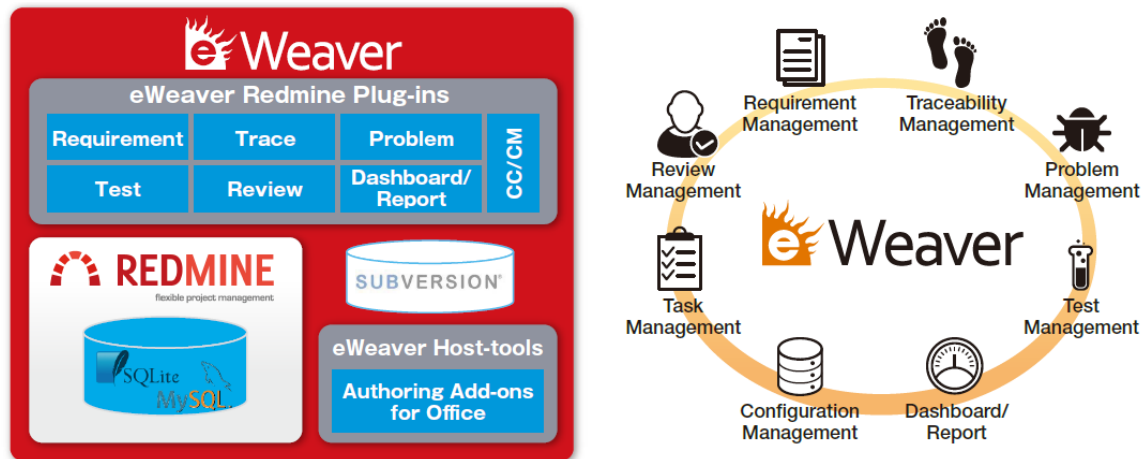 eWeaver
eWeaver Redmine Plug-ins
Requirement
Trace
Problem
CC/CM
Test
Review
Dashboard/
Report
REDMINE
flexible project management
SQLite
MySQL.
SUBVERSION®
eWeaver Host-tools
Authoring Add-ons
for Office
Requirement
Management
Traceability
Management
Review
Management
Problem
Management
eWeaver
Task
Management
Test
Management
Configuration
Management
Dashboard/
Report